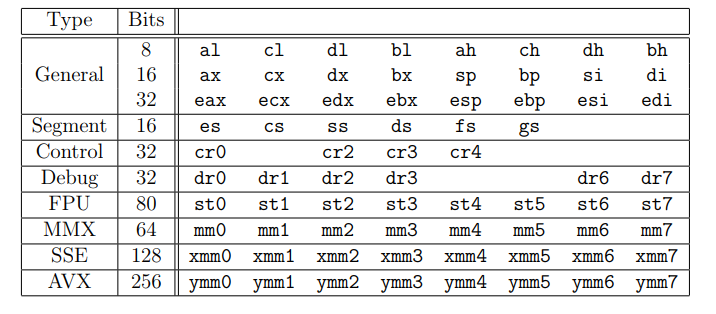 Type Bits
8 al cl dl bl ah ch dh bh
General 16 ax cx dx bx sp bp si di
32 eax ecx edx ebx esp ebp esi edi
Segment 16 es cs ss ds fs gs
Control 32 cr0 cr2 cr3 cr4
Debug 32 dr0 dr1 dr2 dr3 dr6 dr7
FPU 80 st0 st1 st2 st3 st4 st5 st6 st7
MMX 64 mm0 mm1 mm2 mm3 mm4 mm5 mm6 mm7
SSE 128 xmm0 xmm1 xmm2 xmm3 xmm4 xmm5 xmm6 xmm7
AVX 256 ymm0 ymm1 ymm2 ymm3 ymm4 ymm5 ymm6 ymm7